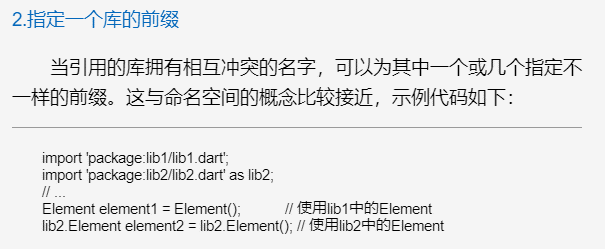 2.指定一个库的前缀
当引用的库拥有相互冲突的名字，可以为其中一个或几个指定不
一样的前缀。这与命名空间的概念比较接近，示例代码如下：
import 'package:lib1/lib1.dart';
import 'package:lib2/lib2.dart' as lib2;
// ...
Element element1 = Element();           // 使用lib1中的Element
lib2.Element element2 = lib2.Element(); // 使用lib2中的Element